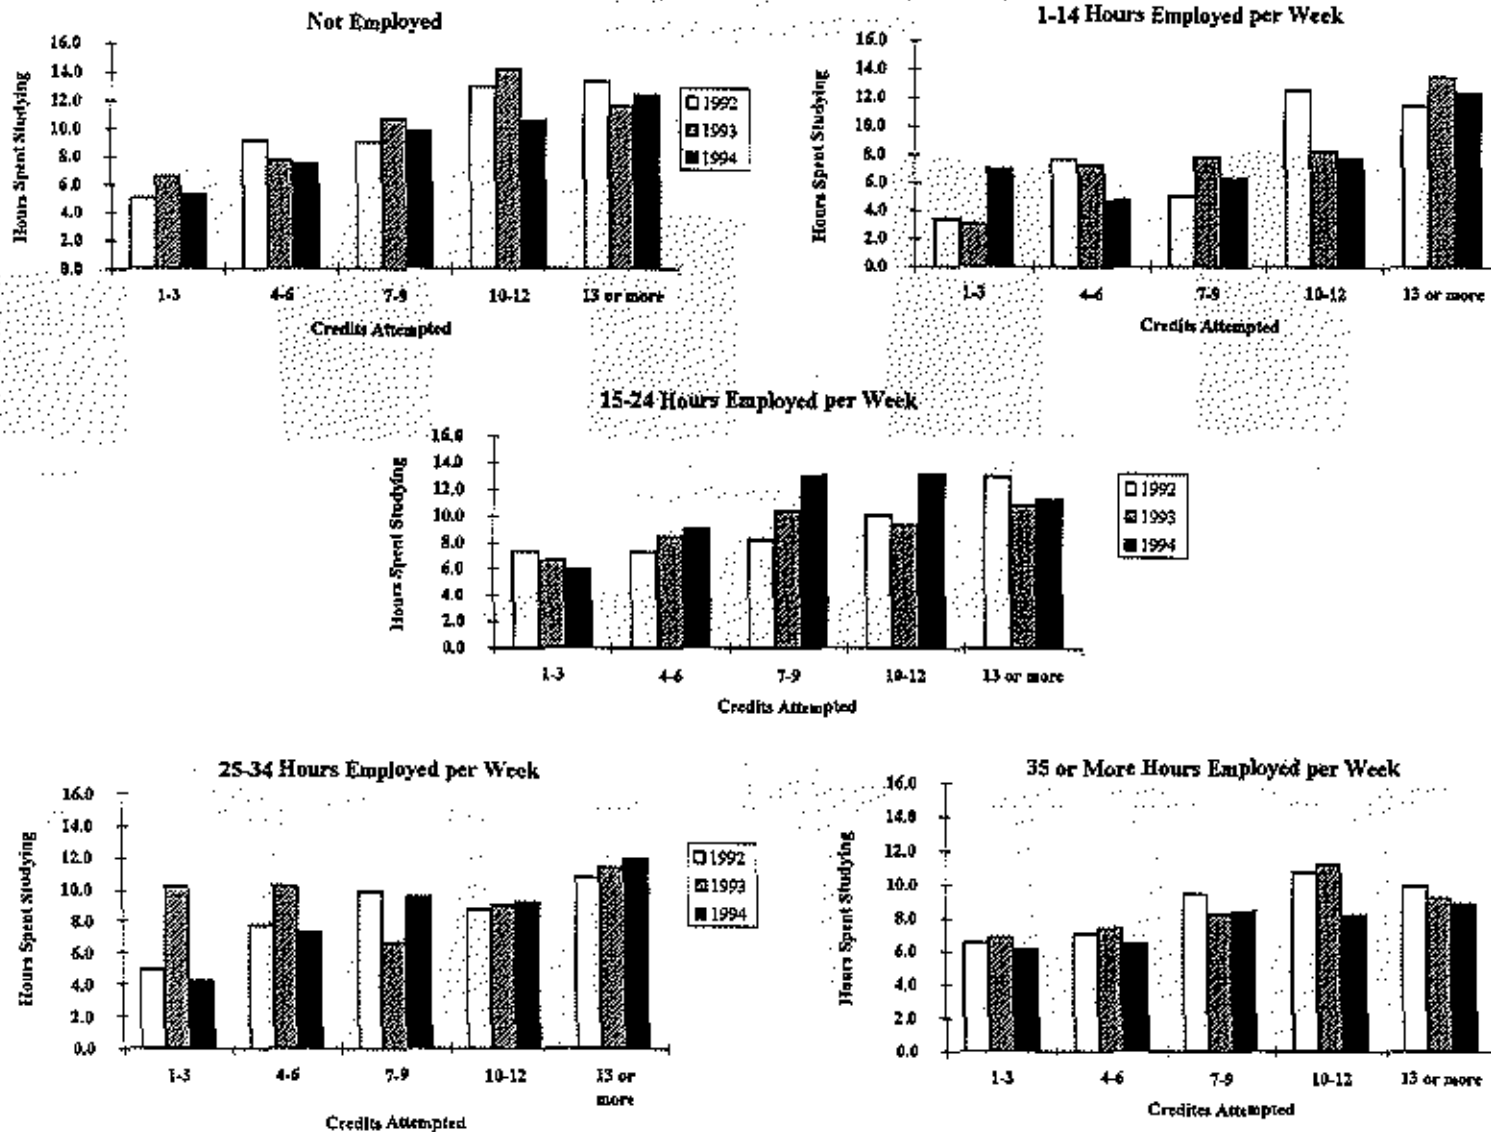 Not Employed
Hours Spent Studying
16.0
14.0
12.0
10.0
8.0
6.0
4.0
2.0
0.0
1-3 4-6 7-9 10-12 13 or more
Credits Attempted
1992
1993
1994
1-14 Hours Employed per Week
Hours Spent Studying
16.0
14.0
12.0
10.0
8.0
6.0
4.0
2.0
0.0
1-3 4-6 7-9 10-12 13 or more
Credits Attempted
15-24 Hours Employed per Week
Hours Spent Studying
16.0
14.0
12.0
10.0
8.0
6.0
4.0
2.0
0.0
1-3 4-6 7-9 10-12 13 or more
Credits Attempted
1992
1993
1994
25-34 Hours Employed per Week
Hours Spent Studying
16.0
14.0
12.0
10.0
8.0
6.0
4.0
2.0
0.0
1-3 4-6 7-9 10-12 13 or
more
Credits Attempted
1992
1993
1994
35 or More Hours Employed per Week
Hours Spent Studying
16.0
14.0
12.0
10.0
8.0
6.0
4.0
2.0
0.0
1-3 4-6 7-9 10-12 13 or more
Credites Attempted